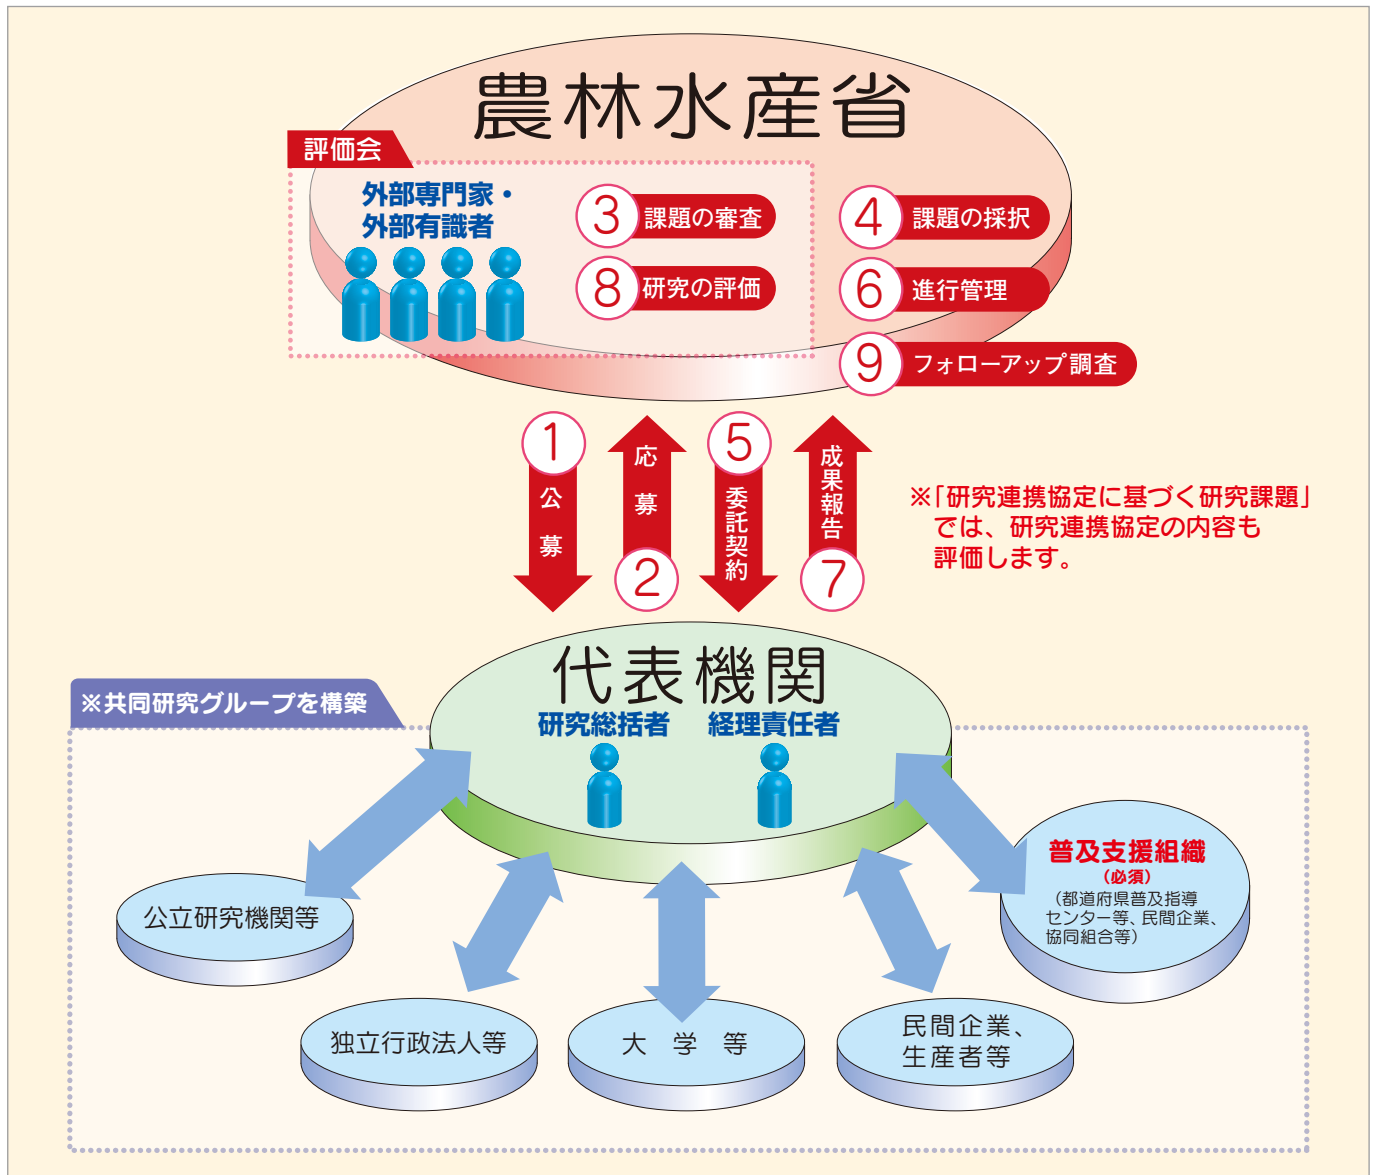 農林水産省
評価会
外部専門家・
外部有識者
3 課題の審査
8 研究の評価
4 課題の採択
6 進行管理
9 フォローアップ調査
1 公募
2 応募
5 委託契約
7 成果報告
※「研究連携協定に基づく研究課題」
では、研究連携協定の内容も
評価します。
代表機関
研究総括者
経理責任者
※共同研究グループを構築
公立研究機関等
独立行政法人等
大学等
民間企業、
生産者等
普及支援組織
（必須）
（都道府県普及指導
センター等、民間企業、
協同組合等）